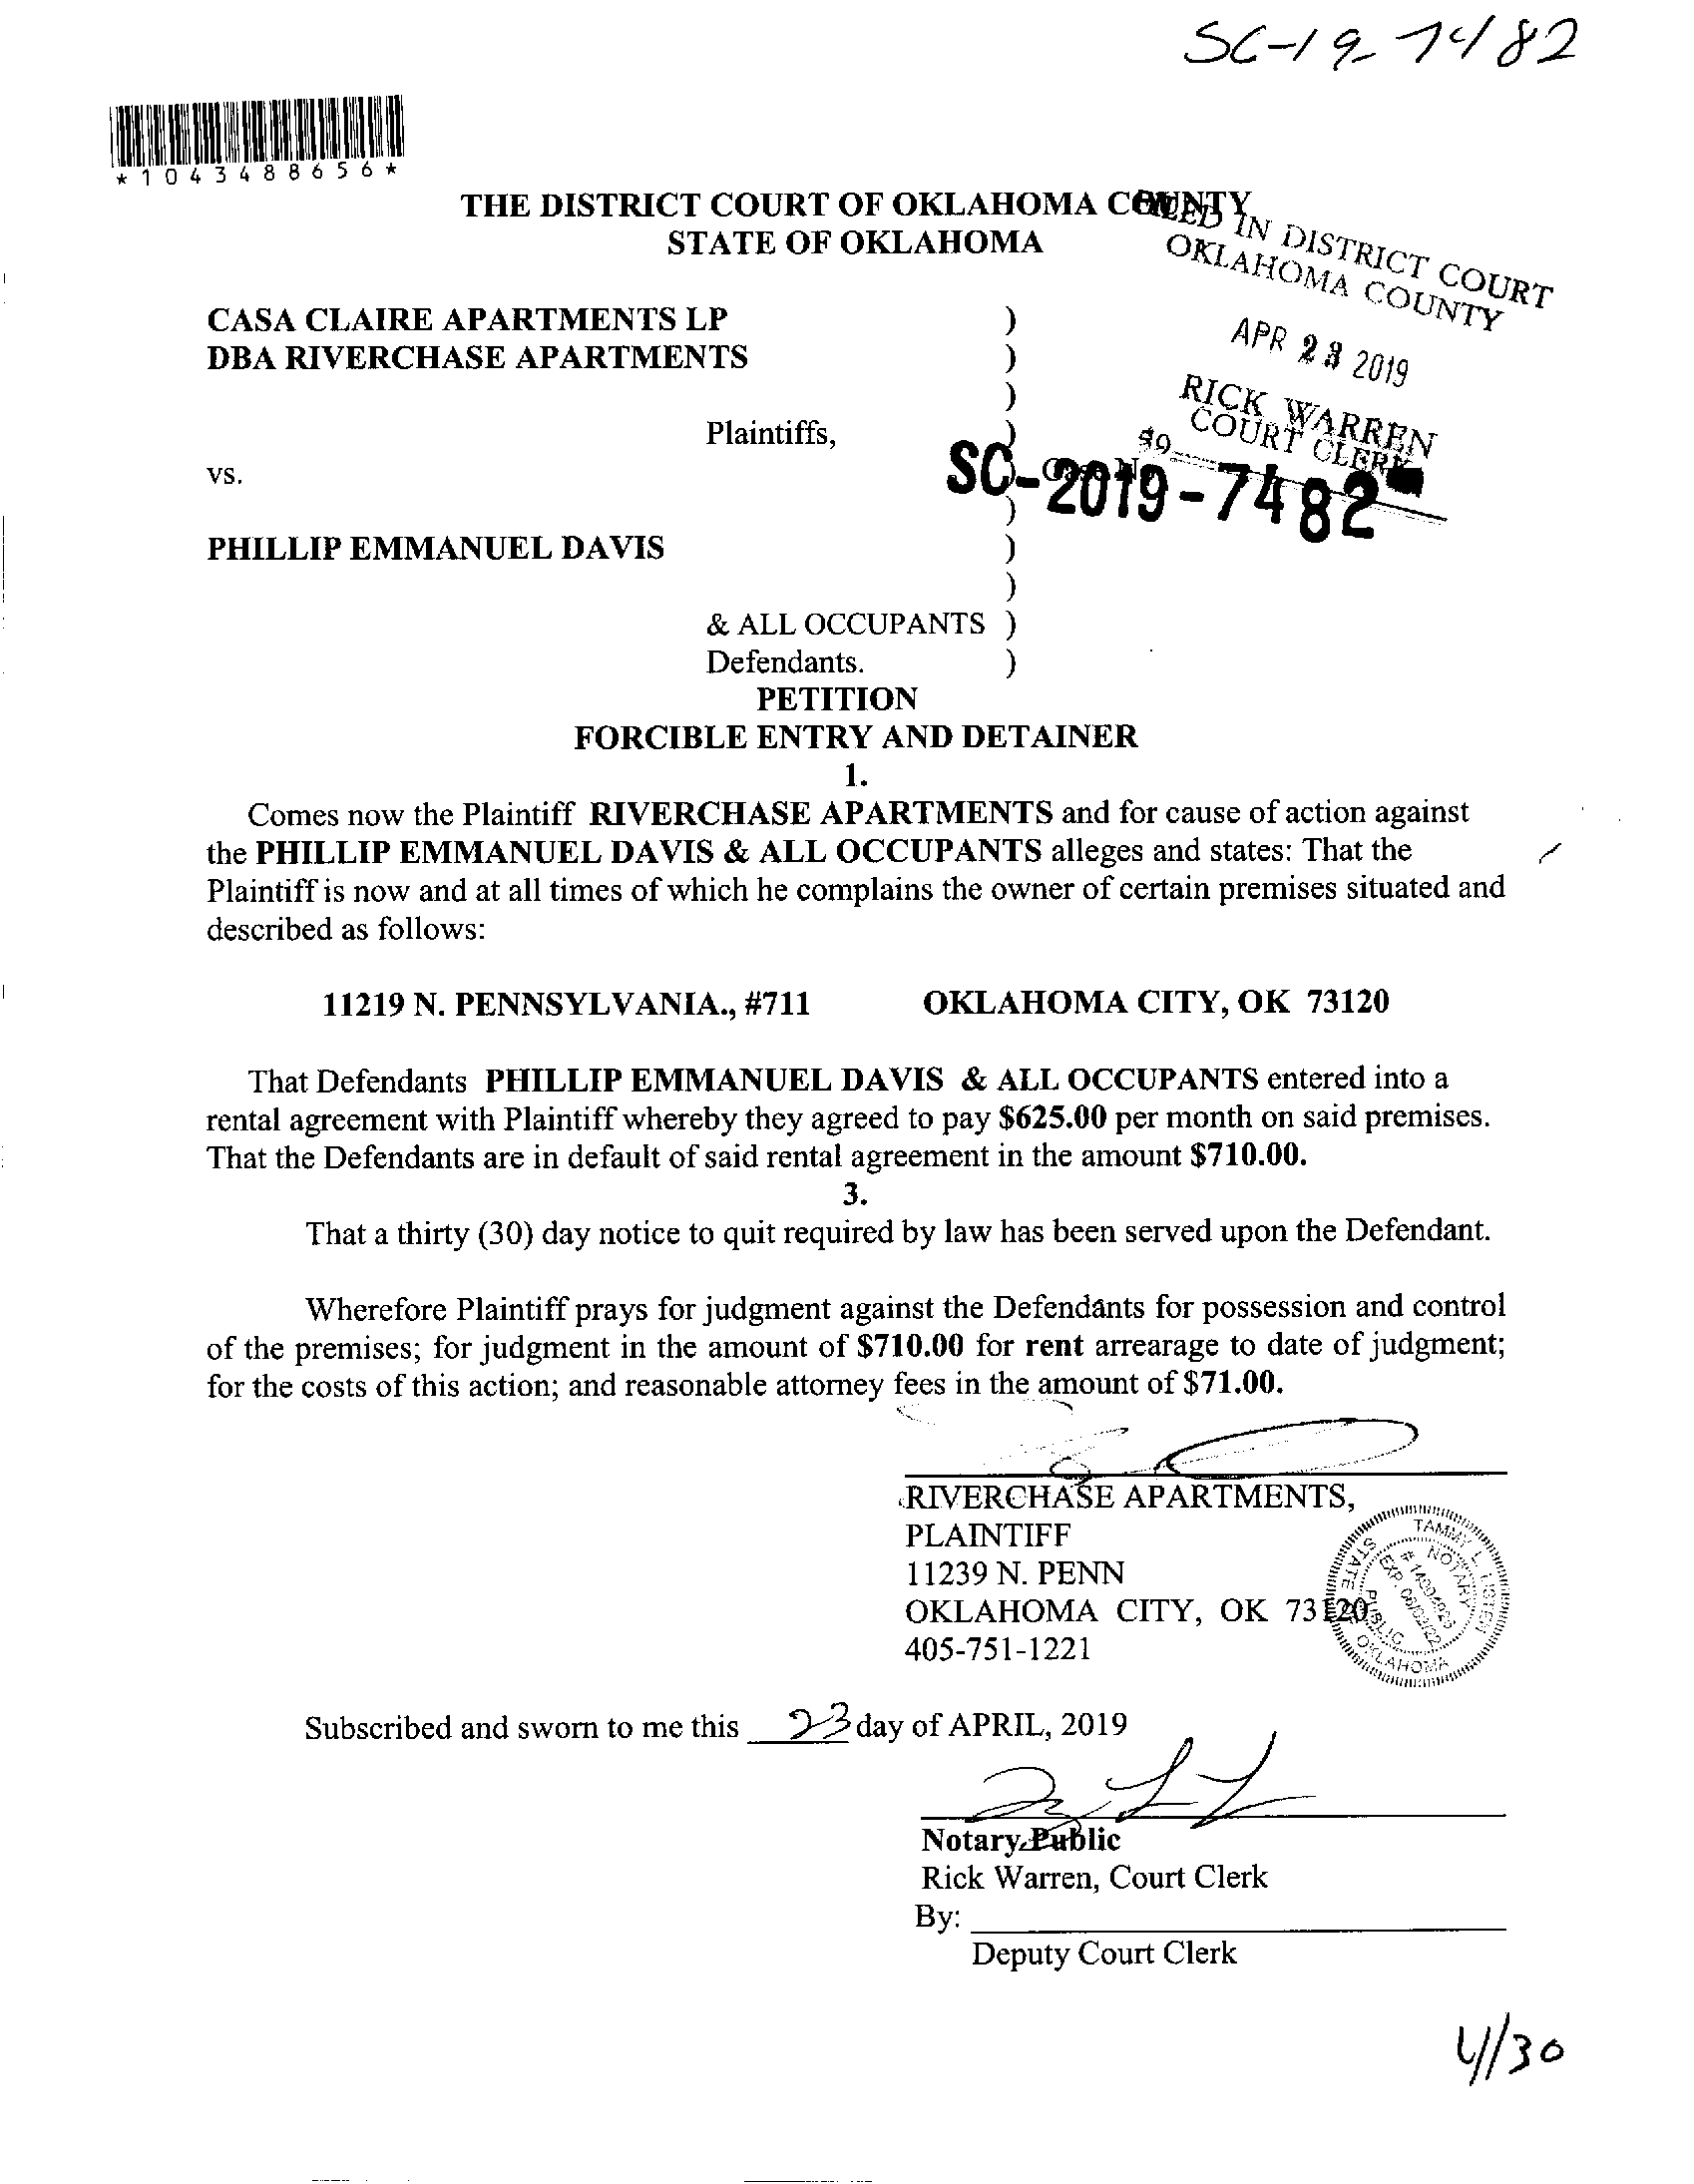 SC-19-7482
*1043488656*
THE DISTRICT COURT OF OKLAHOMA COUNTY
STATE OF OKLAHOMA
FILED IN DISTRICT COURT
OKLAHOMA COUNTY
APR 23 2019
RICK WARREN
COURT CLERK
39
CASA CLAIRE APARTMENTS LP )
DBA RIVERCHASE APARTMENTS )
)
Plaintiffs, )
vs. Case No
SC-2019-7482
)
PHILLIP EMMANUEL DAVIS )
)
& ALL OCCUPANTS )
Defendants. )
PETITION
FORCIBLE ENTRY AND DETAINER
1.
Comes now the Plaintiff RIVERCHASE APARTMENTS and for cause of action against
the PHILLIP EMMANUEL DAVIS & ALL OCCUPANTS alleges and states: That the
Plaintiff is now and at all times of which he complains the owner of certain premises situated and
described as follows:
11219 N. PENNSYLVANIA., #711 OKLAHOMA CITY, OK 73120
That Defendants PHILLIP EMMANUEL DAVIS & ALL OCCUPANTS entered into a
rental agreement with Plaintiff whereby they agreed to pay $625.00 per month on said premises.
That the Defendants are in default of said rental agreement in the amount $710.00.
3.
That a thirty (30) day notice to quit required by law has been served upon the Defendant.
Wherefore Plaintiff prays for judgment against the Defendants for possession and control
of the premises; for judgment in the amount of $710.00 for rent arrearage to date of judgment;
for the costs of this action; and reasonable attorney fees in the amount of $71.00.
RIVERCHASE APARTMENTS,
PLAINTIFF
11239 N. PENN
OKLAHOMA CITY, OK 73120
405-751-1221
TAMMY L.
NOTARY PUBLIC
STATE OKLAHOMA
EXP. 06/03/22
Subscribed and sworn to me this 23 day of APRIL, 2019
Notary Public
Rick Warren, Court Clerk
By:
Deputy Court Clerk
4/30